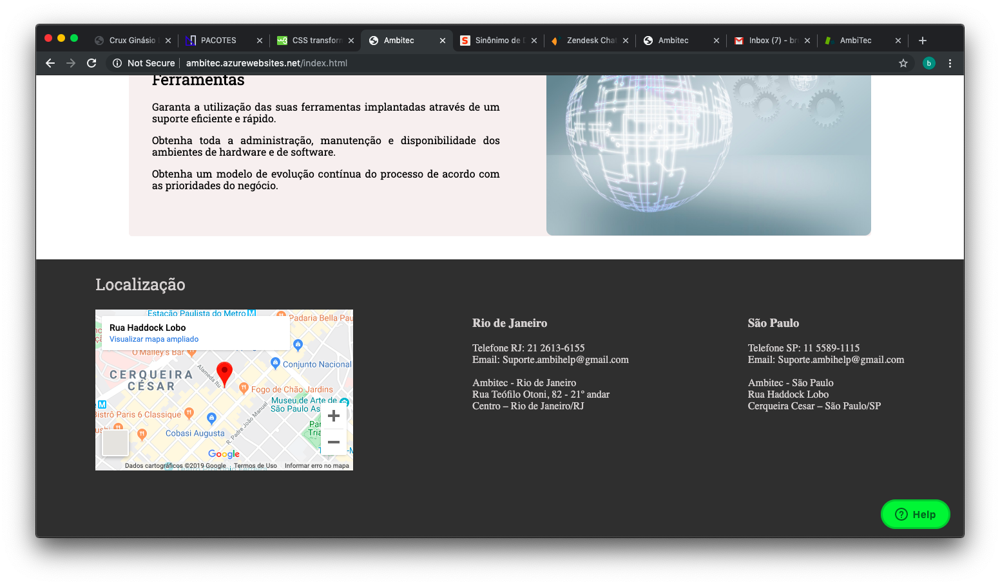 Crux Ginásio
PACOTES
CSS transform
Ambitec
Sinônimo de
Zendesk Chat
Ambitec
Inbox (7) - br
AmbiTec
Not Secure
ambitec.azurewebsites.net/index.html
b
Ferramentas
Garanta a utilização das suas ferramentas implantadas através de um
suporte eficiente e rápido.
Obtenha toda a administração, manutenção e disponibilidade dos
ambientes de hardware e de software.
Obtenha um modelo de evolução contínua do processo de acordo com
as prioridades do negócio.
Localização
Estação Paulista do Metro
Padaria Bella Pau
Rua Haddock Lobo
Visualizar mapa ampliado
O'Malley's Bar
Conjunto Nacional
CERQUEIRA
CÉSAR
Alameda Itu
Fogo de Chão Jardins
Museu de Arte de
São Paulo As
Bistrô Paris 6 Classique
R. Padre João Manuel
Par
Tria
Cobasi Augusta
Google
Dados cartográficos ©2019 Google
Termos de Uso
Informar erro no mapa
Rio de Janeiro
Telefone RJ: 21 2613-6155
Email: Suporte.ambihelp@gmail.com
Ambitec - Rio de Janeiro
Rua Teófilo Otoni, 82 - 21º andar
Centro – Rio de Janeiro/RJ
São Paulo
Telefone SP: 11 5589-1115
Email: Suporte.ambihelp@gmail.com
Ambitec - São Paulo
Rua Haddock Lobo
Cerqueira Cesar – São Paulo/SP
Help